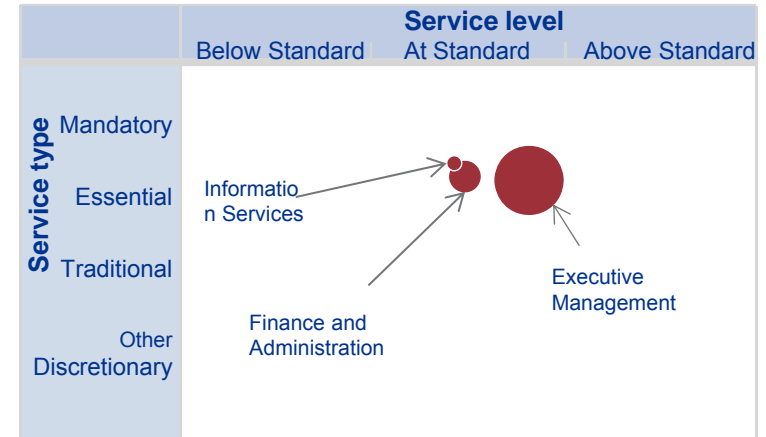 Service level
Below Standard At Standard Above Standard
Service type
Mandatory
Essential
Traditional
Other
Discretionary
Informatio
n Services
Finance and
Administration
Executive
Management